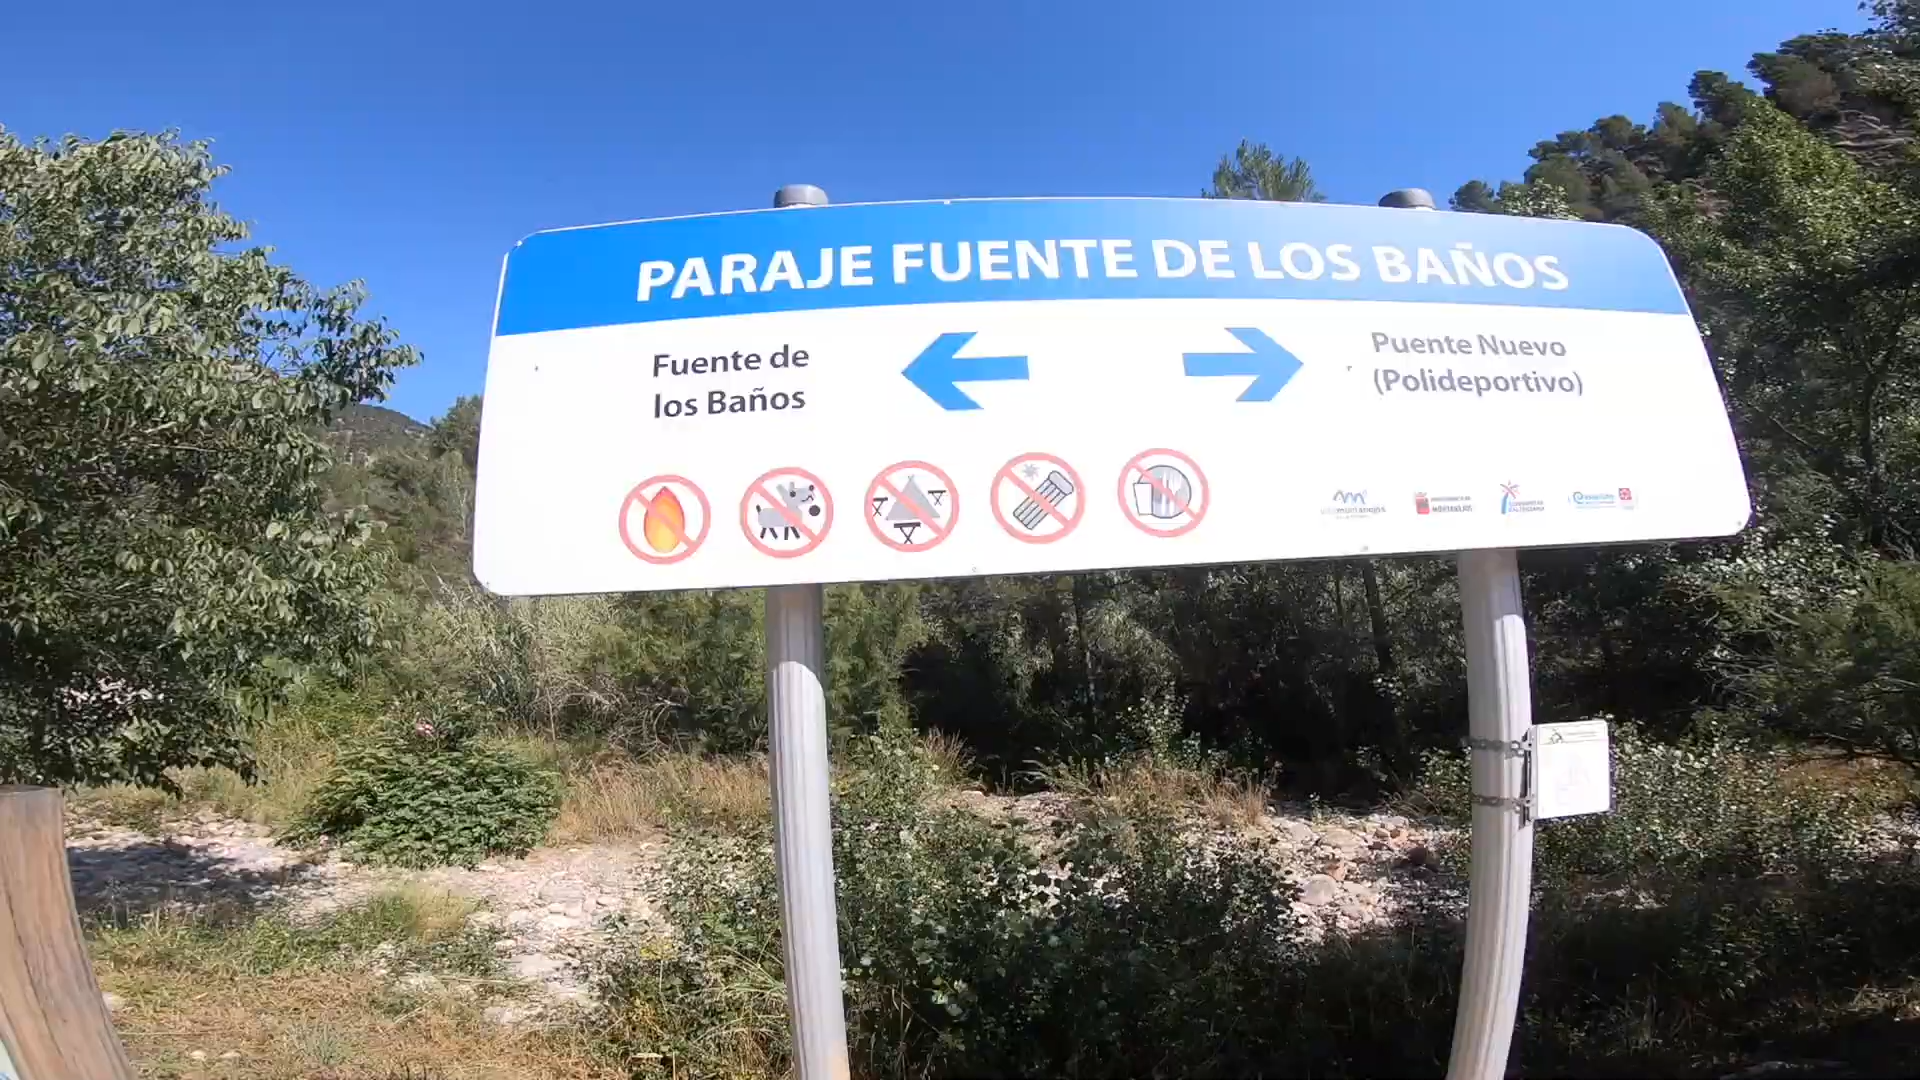 PARAJE FUENTE DE LOS BAÑOS
Fuente de
los Baños
Puente Nuevo
(Polideportivo)